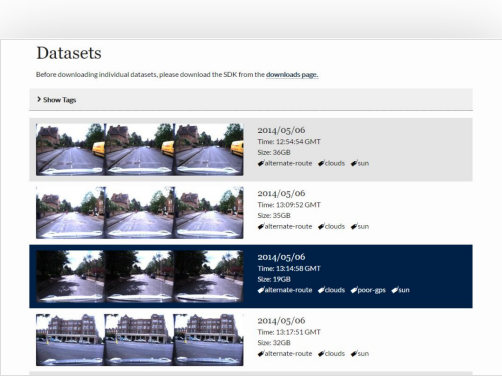 Datasets
Before downloading individual datasets, please download the SDK from the downloads page.
Show Tags
2014/05/06
Time: 12:54:54 GMT
Size: 36GB
alternate-route clouds sun
2014/05/06
Time: 13:09:52 GMT
Size: 35GB
alternate-route clouds sun
2014/05/06
Time: 13:14:58 GMT
Size: 19GB
alternate-route clouds poor-gps sun
2014/05/06
Time: 13:17:51 GMT
Size: 32GB
alternate-route clouds sun